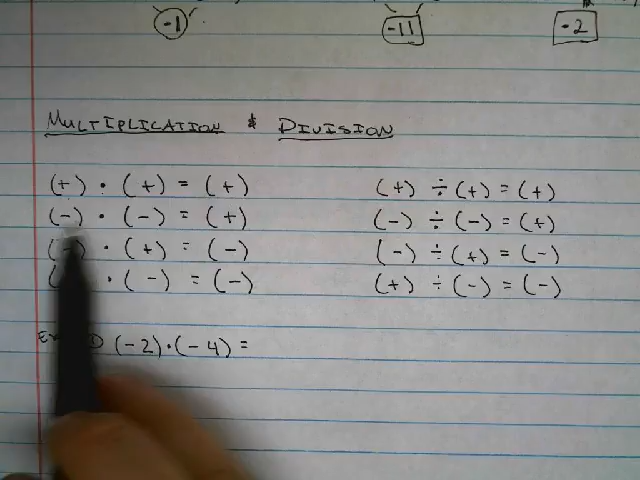 -1 -11 -2
MULTIPLICATION & DIVISION
(+) · (+) = (+) (+) ÷ (+) = (+)
(-) · (-) = (+) (-) ÷ (-) = (+)
(-) · (+) = (-) (-) ÷ (+) = (-)
· (-) = (-) (+) ÷ (-) = (-)
(-2)·(-4) =